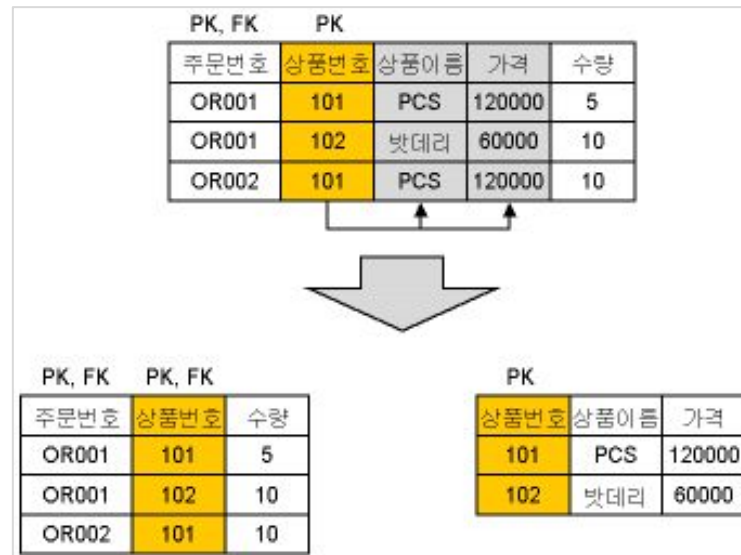 PK, FK PK
주문번호 상품번호 상품이름 가격 수량
OR001 101 PCS 120000 5
OR001 102 밧데리 60000 10
OR002 101 PCS 120000 10
PK, FK PK, FK
주문번호 상품번호 수량
OR001 101 5
OR001 102 10
OR002 101 10
PK
상품번호 상품이름 가격
101 PCS 120000
102 밧데리 60000